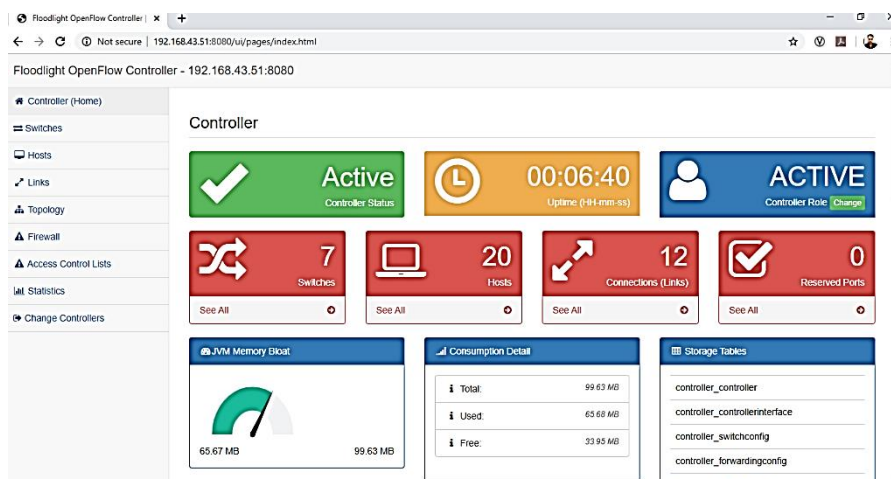 Floodlight OpenFlow Controller |
Not secure | 192.168.43.51:8080/ui/pages/index.html
Floodlight OpenFlow Controller - 192.168.43.51:8080
Controller (Home)
Switches
Hosts
Links
Topology
Firewall
Access Control Lists
Statistics
Change Controllers
Controller
Active
Controller Status
00:06:40
Uptime (HH-mm-ss)
ACTIVE
Controller Role Change
7
Switches
See All
20
Hosts
See All
12
Connections (Links)
See All
0
Reserved Ports
See All
JVM Memory Bloat
65.67 MB 99.63 MB
Consumption Detail
Total: 99.63 MB
Used: 65.68 MB
Free: 33.95 MB
Storage Tables
controller_controller
controller_controllerinterface
controller_switchconfig
controller_forwardingconfig